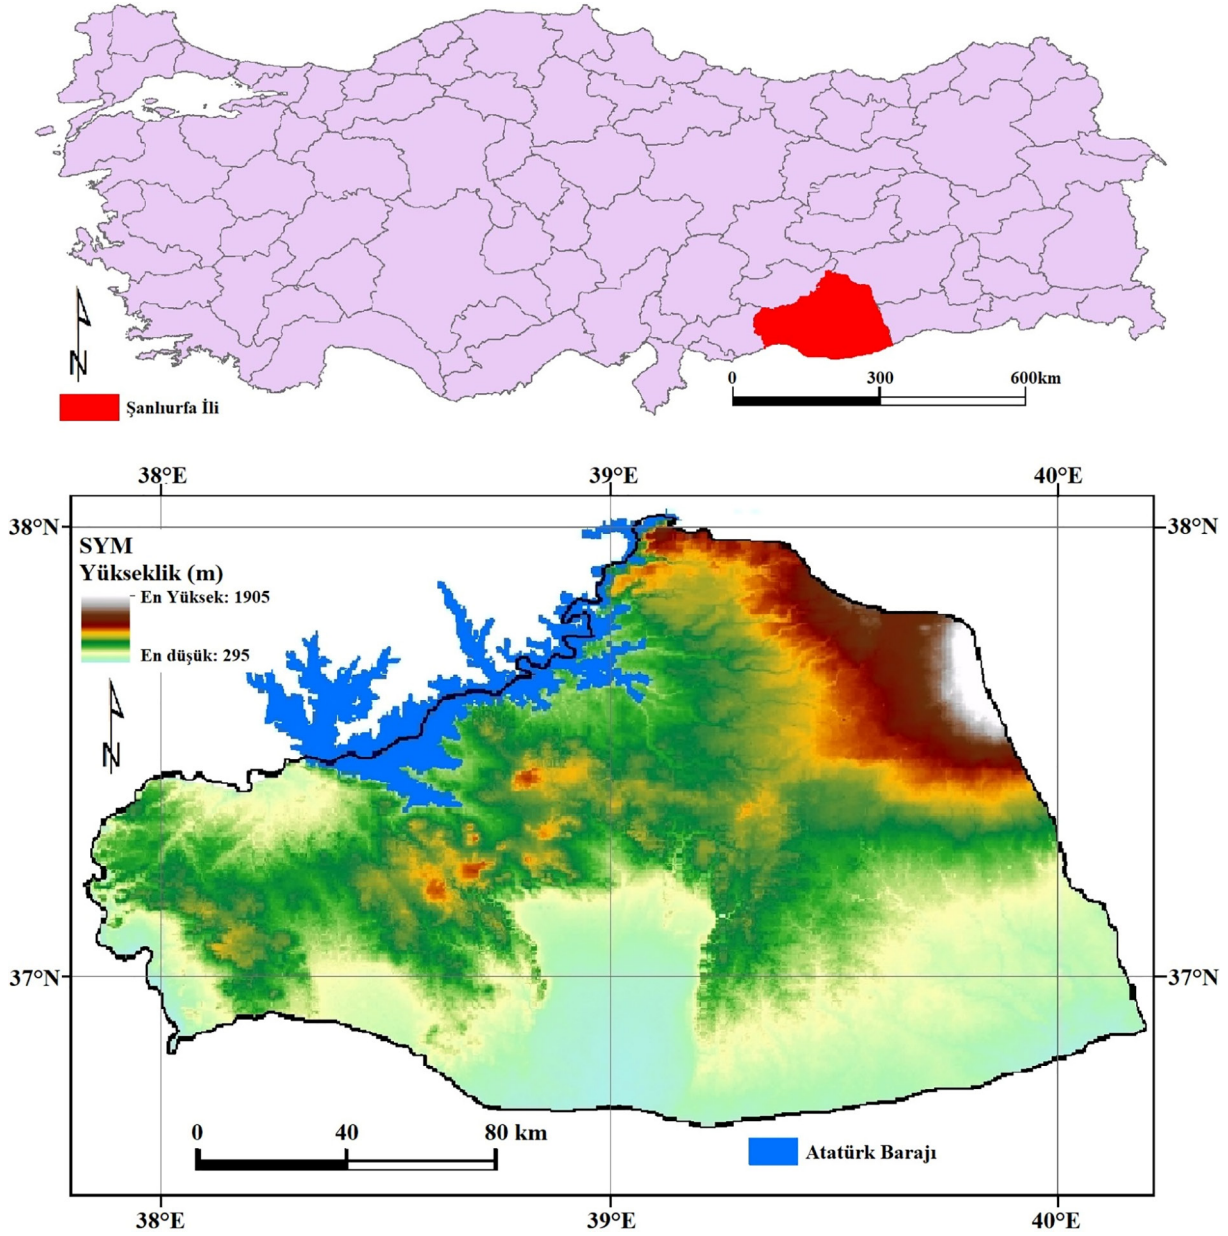 N
0 300 600km
Şanlıurfa İli
38°E 39°E 40°E
38°N 38°N
SYM
Yükseklik (m)
En Yüksek: 1905
En düşük: 295
N
37°N 37°N
0 40 80 km
Atatürk Barajı
38°E 39°E 40°E